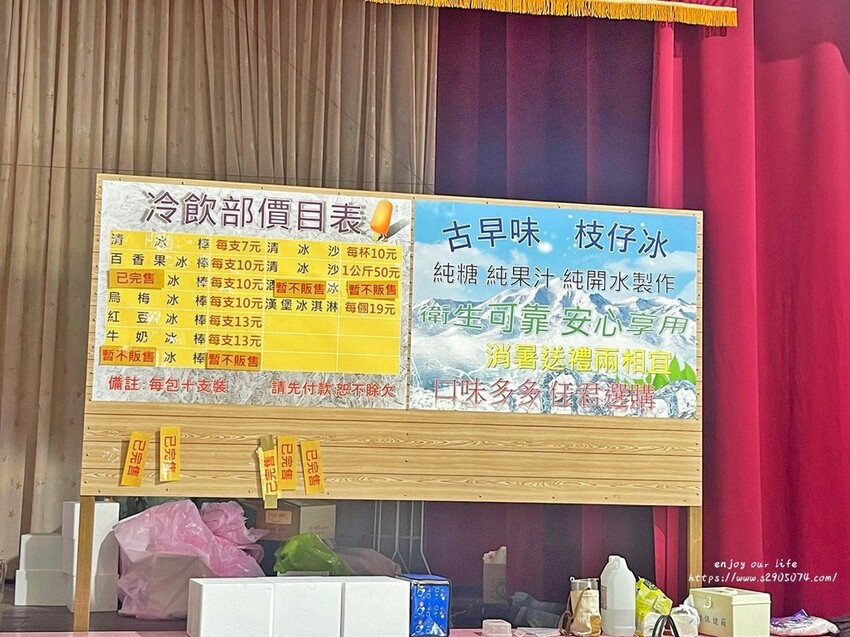 冷飲部價目表
清冰棒 每支7元 清冰沙 每杯10元
百香果冰棒 每支10元 清冰沙 1公斤50元
已完售 冰棒 每支10元 暫不販售 冰 暫不販售
烏梅冰棒 每支10元 漢堡冰淇淋 每個19元
紅豆冰棒 每支13元
牛奶冰棒 每支13元
暫不販售 冰棒 暫不販售
備註:每包十支裝 請先付款,恕不賒欠
古早味 枝仔冰
純糖 純果汁 純開水製作
衛生可靠 安心享用
消暑送禮兩相宜
口味多多任君選購
已完售
已完售
已完售
已完售
已完售
enjoy our life
https://www.s2905074.com/